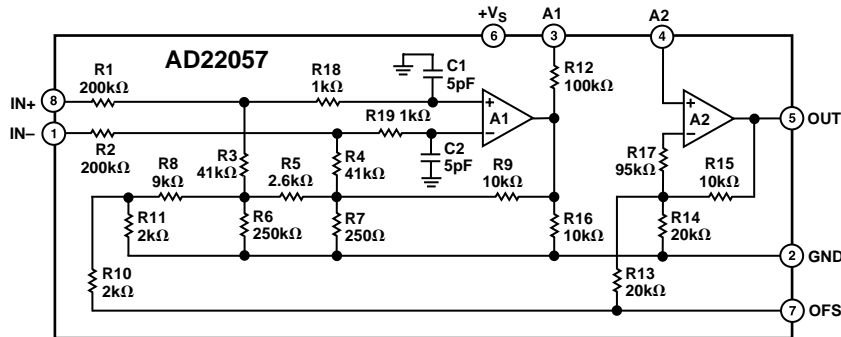 +VS
A1
A2
6
3
4
AD22057
R1
200kΩ
R18
1kΩ
C1
5pF
R12
100kΩ
IN+
8
IN–
1
R19 1kΩ
+
A1
–
+
A2
–
5
OUT
R2
200kΩ
R8
9kΩ
R3
41kΩ
R5
2.6kΩ
R4
41kΩ
C2
5pF
R9
10kΩ
R17
95kΩ
R15
10kΩ
R11
2kΩ
R6
250kΩ
R7
250Ω
R16
10kΩ
R14
20kΩ
2
GND
R10
2kΩ
R13
20kΩ
7
OFS